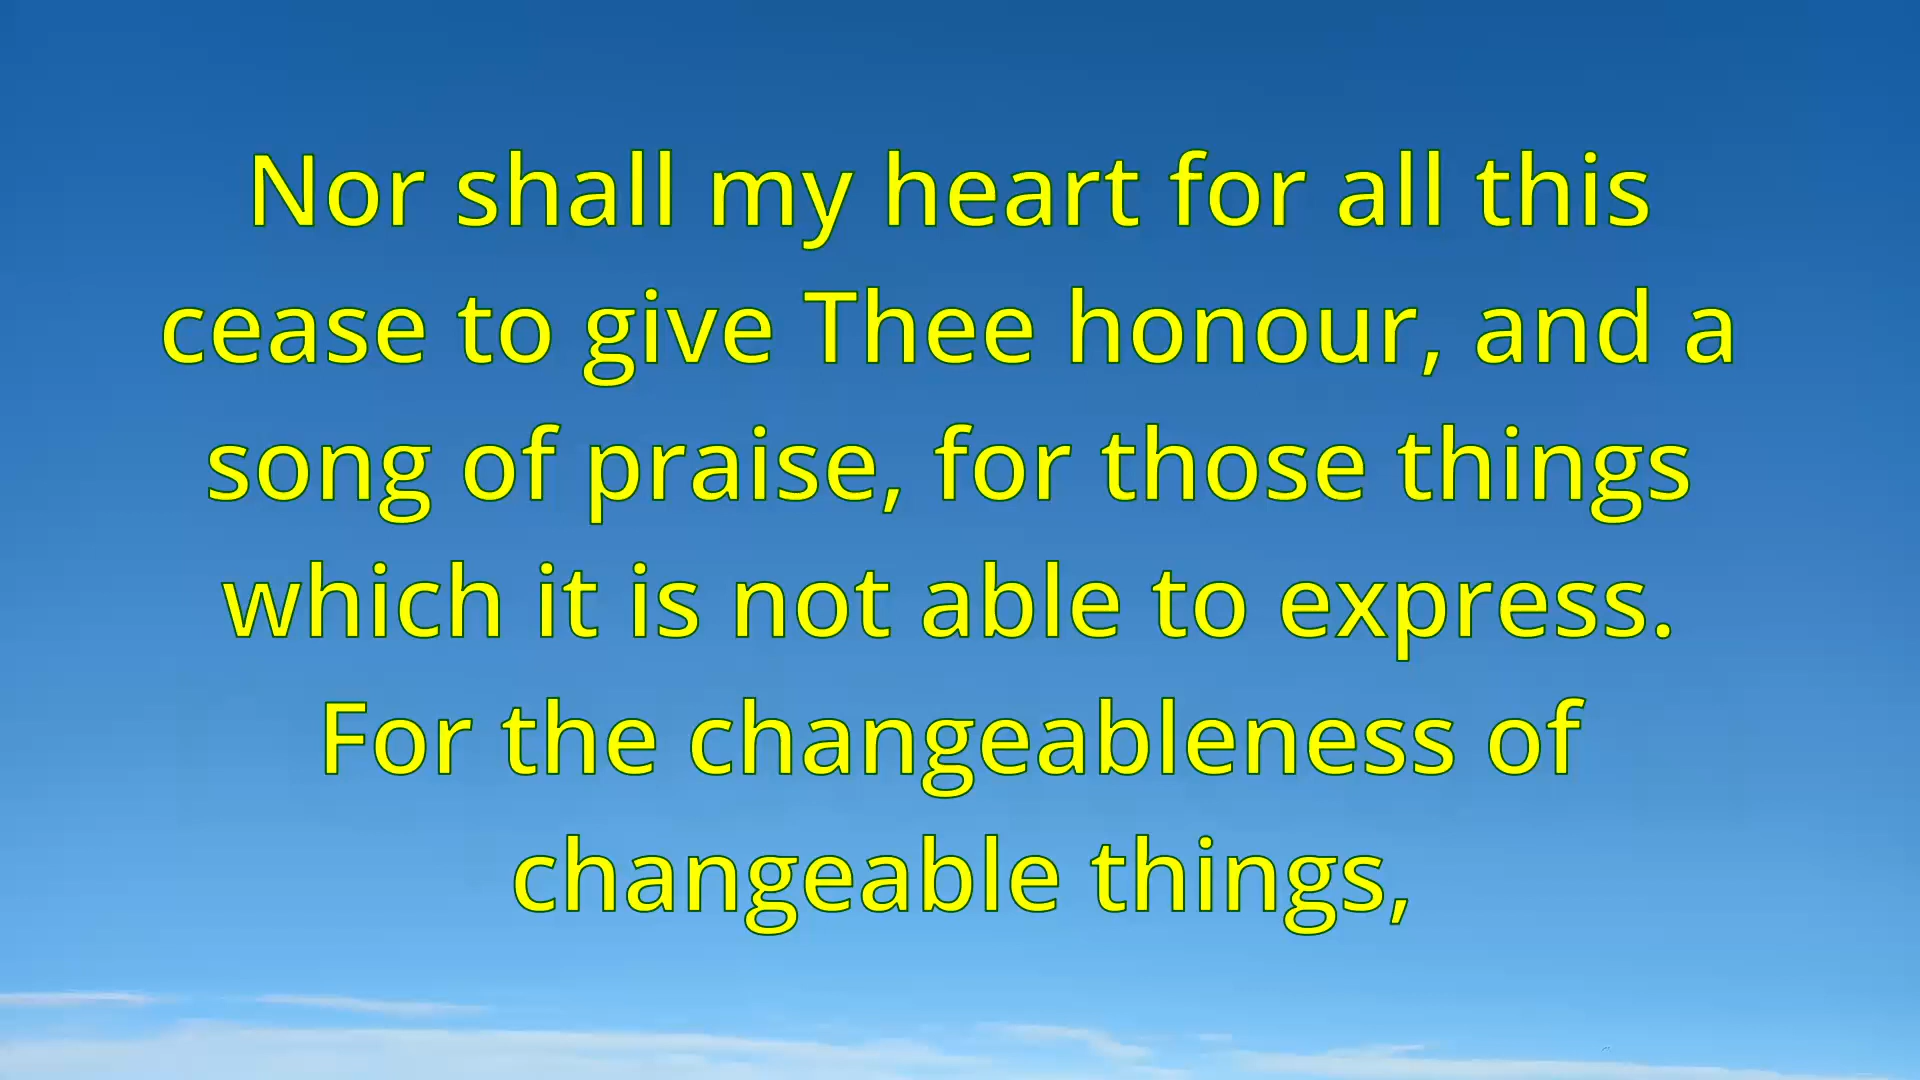 Nor shall my heart for all this
cease to give Thee honour, and a
song of praise, for those things
which it is not able to express.
For the changeableness of
changeable things,